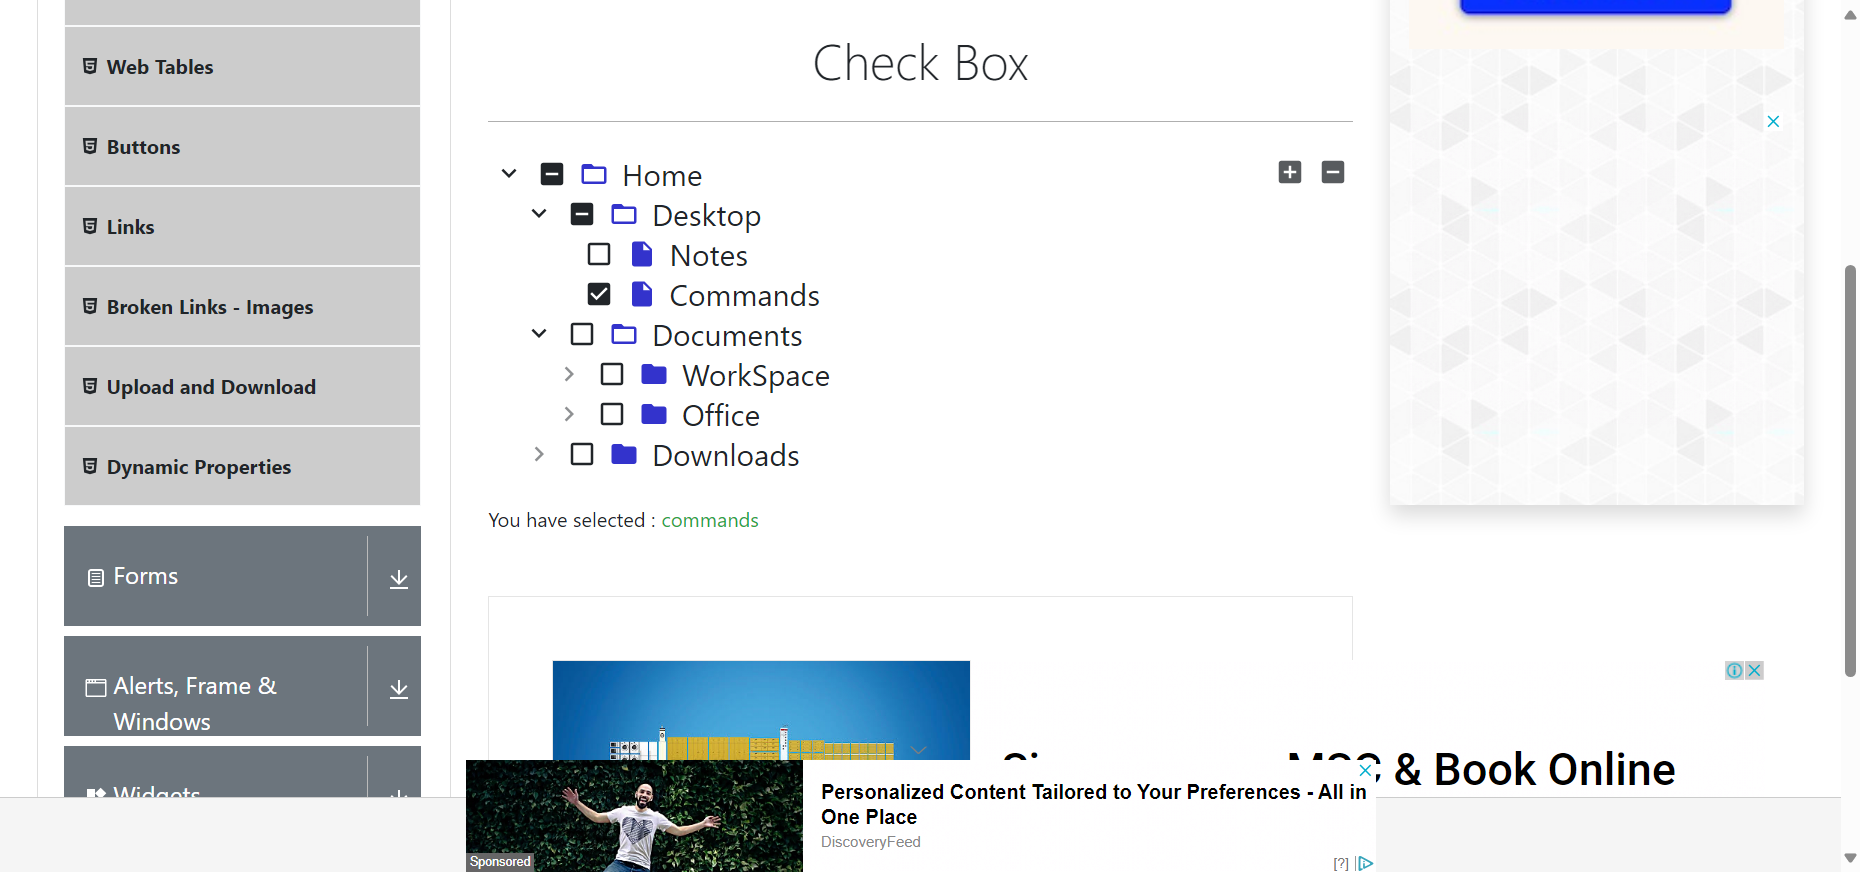 Web Tables
Buttons
Links
Broken Links - Images
Upload and Download
Dynamic Properties
Forms
Alerts, Frame &
Windows
Widgets
Check Box
Home
Desktop
Notes
Commands
Documents
WorkSpace
Office
Downloads
You have selected : commands
& Book Online
Personalized Content Tailored to Your Preferences - All in
One Place
DiscoveryFeed
Sponsored
[?]